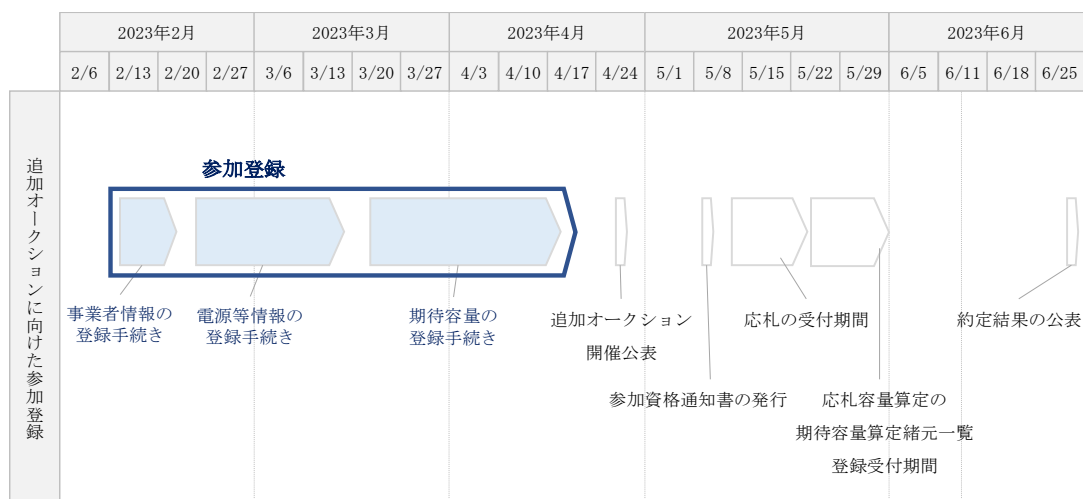 2023年2月 2023年3月 2023年4月 2023年5月 2023年6月
2/6 2/13 2/20 2/27 3/6 3/13 3/20 3/27 4/3 4/10 4/17 4/24 5/1 5/8 5/15 5/22 5/29 6/5 6/11 6/18 6/25
追加オークションに向けた参加登録
参加登録
事業者情報の
登録手続き
電源等情報の
登録手続き
期待容量の
登録手続き
追加オークション
開催公表
参加資格通知書の発行
応札の受付期間
応札容量算定の
期待容量算定緒元一覧
登録受付期間
約定結果の公表